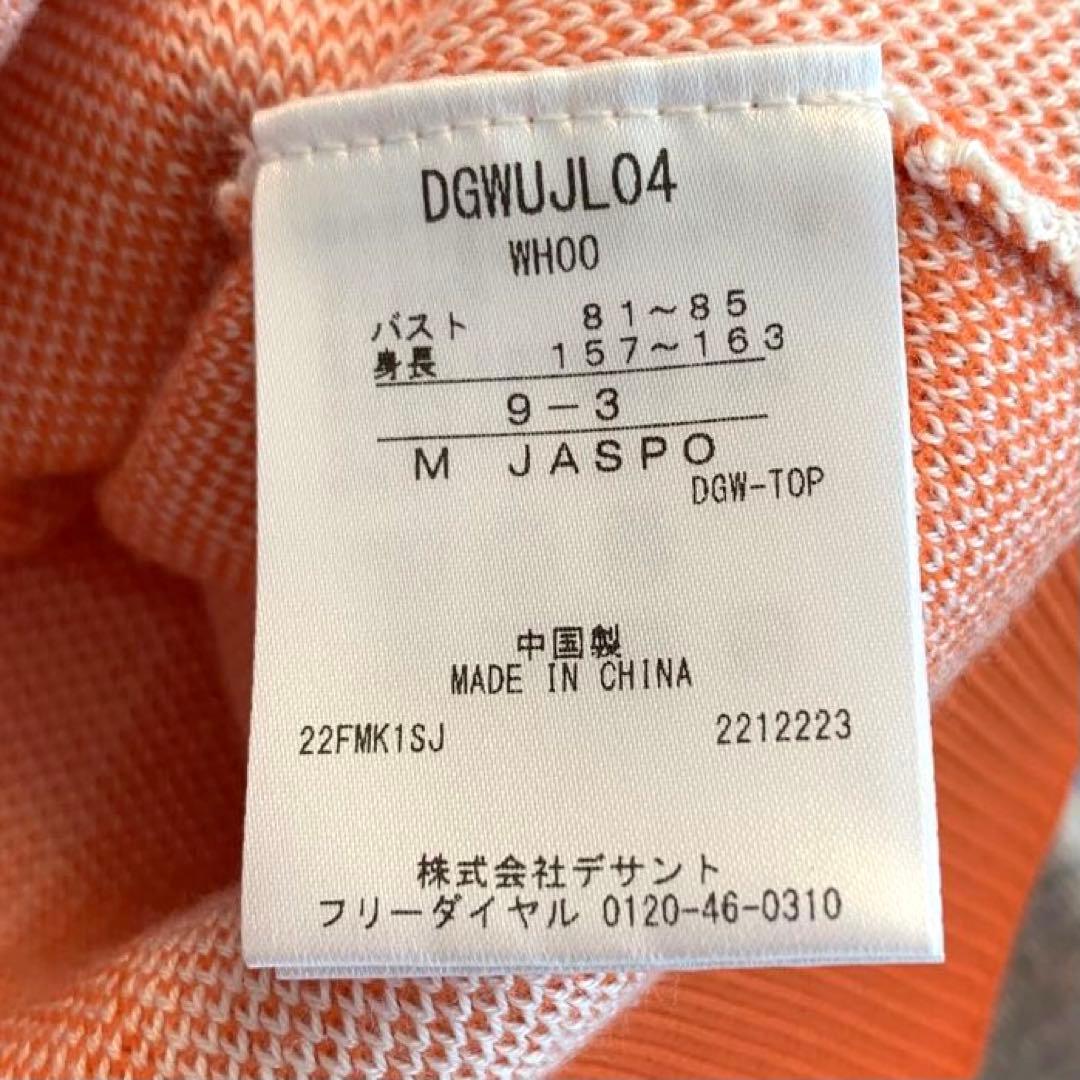 DGWUJL04
WH00
バスト 81～85
身長 157～163
9－3
M JASPO
DGW-TOP
中国製
MADE IN CHINA
22FMK1SJ 2212223
株式会社デサント
フリーダイヤル 0120-46-0310